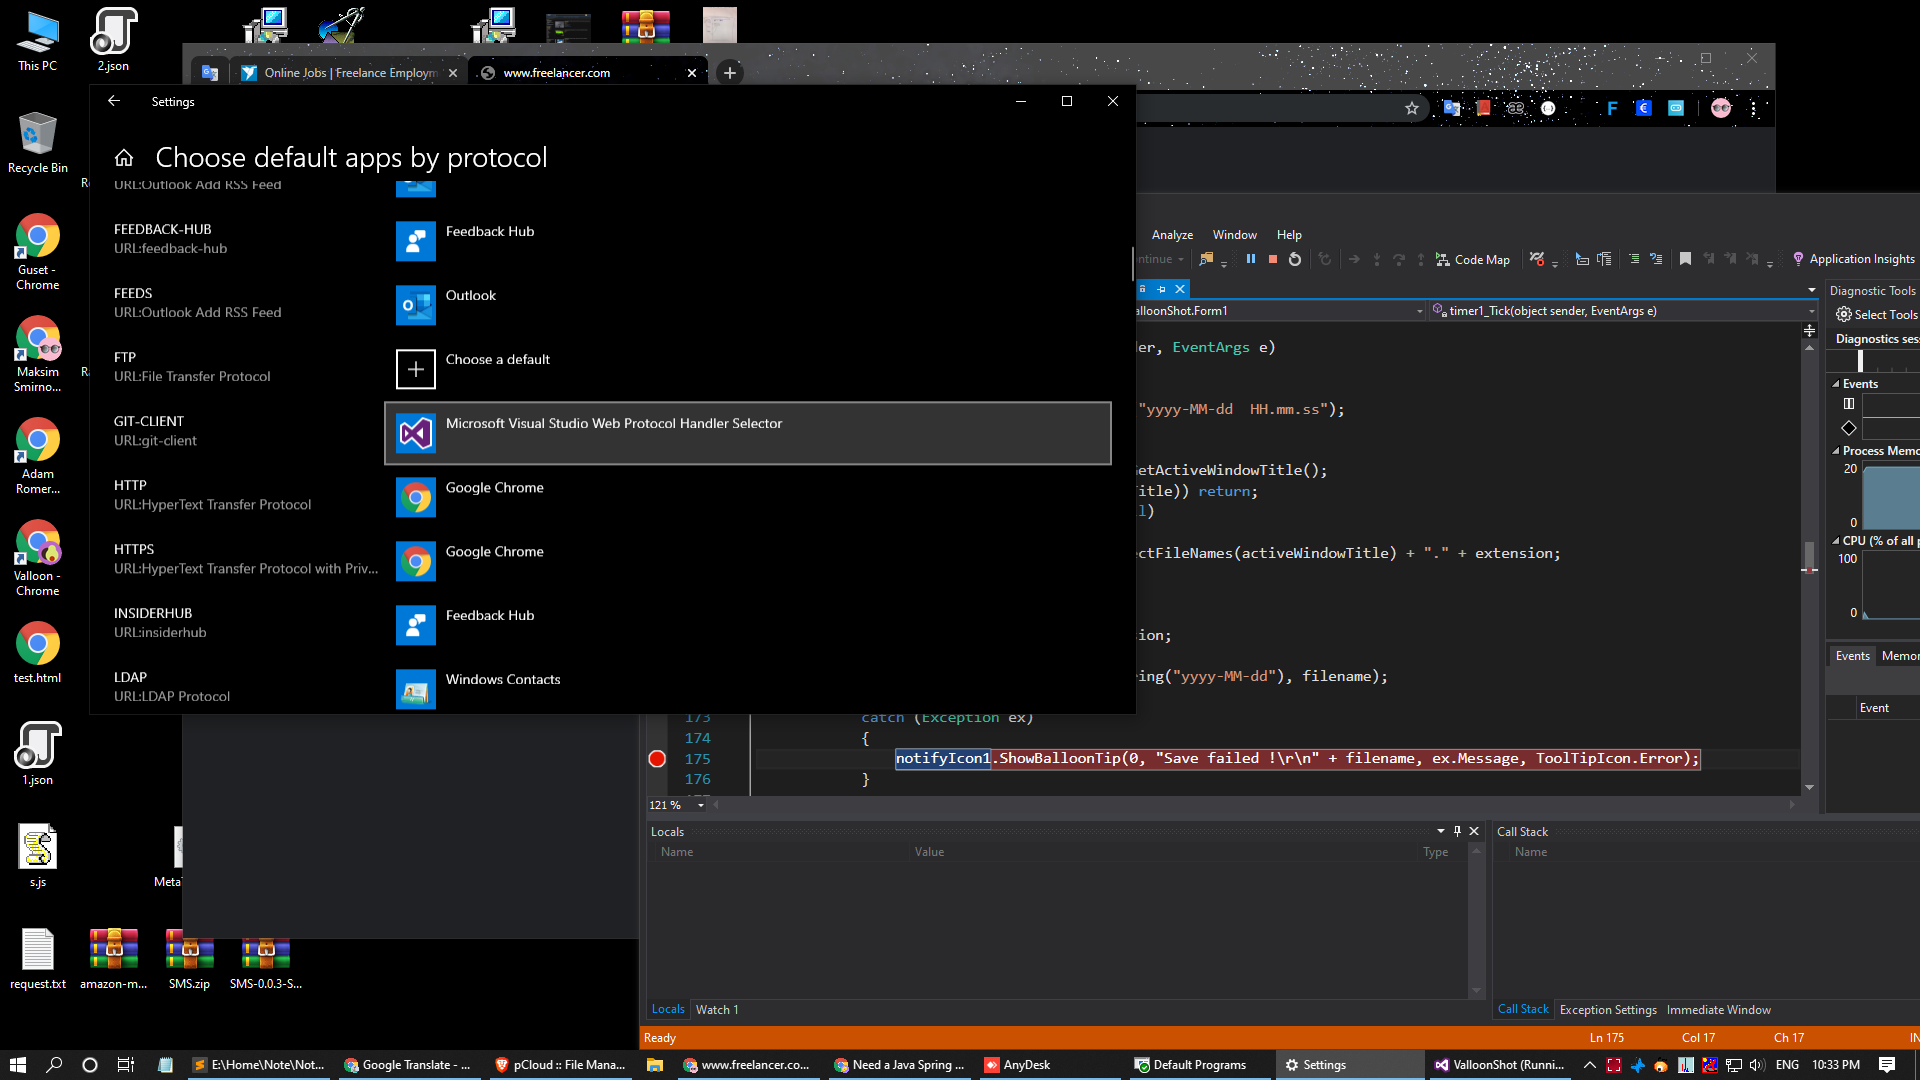 This PC
2.json
Recycle Bin
Guset -
Chrome
Maksim
Smirno...
Adam
Romer...
Valloon -
Chrome
test.html
1.json
s.js
request.txt
amazon-m...
SMS.zip
SMS-0.0.3-S...
Online Jobs | Freelance Employm
www.freelancer.com
Settings
Choose default apps by protocol
URL:Outlook Add RSS Feed
FEEDBACK-HUB
URL:feedback-hub
Feedback Hub
FEEDS
URL:Outlook Add RSS Feed
Outlook
FTP
URL:File Transfer Protocol
Choose a default
GIT-CLIENT
URL:git-client
Microsoft Visual Studio Web Protocol Handler Selector
HTTP
URL:HyperText Transfer Protocol
Google Chrome
HTTPS
URL:HyperText Transfer Protocol with Priv...
Google Chrome
INSIDERHUB
URL:insiderhub
Feedback Hub
LDAP
URL:LDAP Protocol
Windows Contacts
Analyze Window Help
ntinue
Code Map
Application Insights
alloonShot.Form1
timer1_Tick(object sender, EventArgs e)
er, EventArgs e)
"yyyy-MM-dd  HH.mm.ss");
etActiveWindowTitle();
itle)) return;
l)
ectFileNames(activeWindowTitle) + "." + extension;
ion;
ing("yyyy-MM-dd"), filename);
173 catch (Exception ex)
174 {
175 notifyIcon1.ShowBalloonTip(0, "Save failed !\r\n" + filename, ex.Message, ToolTipIcon.Error);
176 }
121 %
Diagnostic Tools
Select Tools
Diagnostics ses
Events
Process Memo
20
0
CPU (% of all p
100
0
Events Memor
Event
Locals
Name Value Type
Locals Watch 1
Call Stack
Name
Call Stack Exception Settings Immediate Window
Ready
Ln 175 Col 17 Ch 17 IN
E:\Home\Note\Not...
Google Translate - ...
pCloud :: File Mana...
www.freelancer.co...
Need a Java Spring ...
AnyDesk
Default Programs
Settings
ValloonShot (Runni...
ENG
10:33 PM